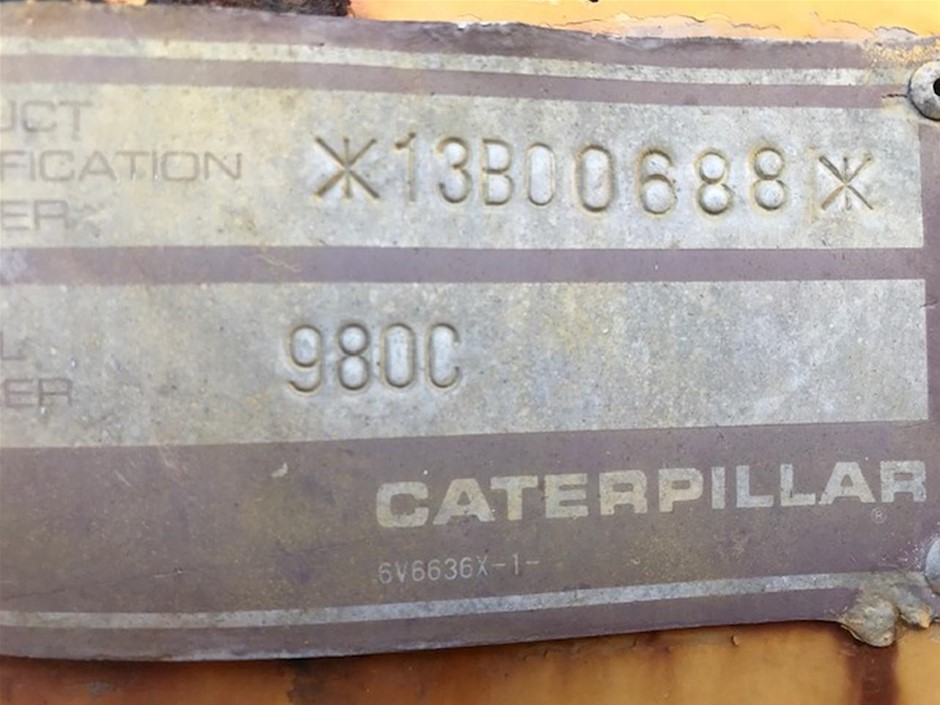 UCT
FICATION *13B00688*
ER
L
ER 980C
CATERPILLAR®
6V6636X-1-